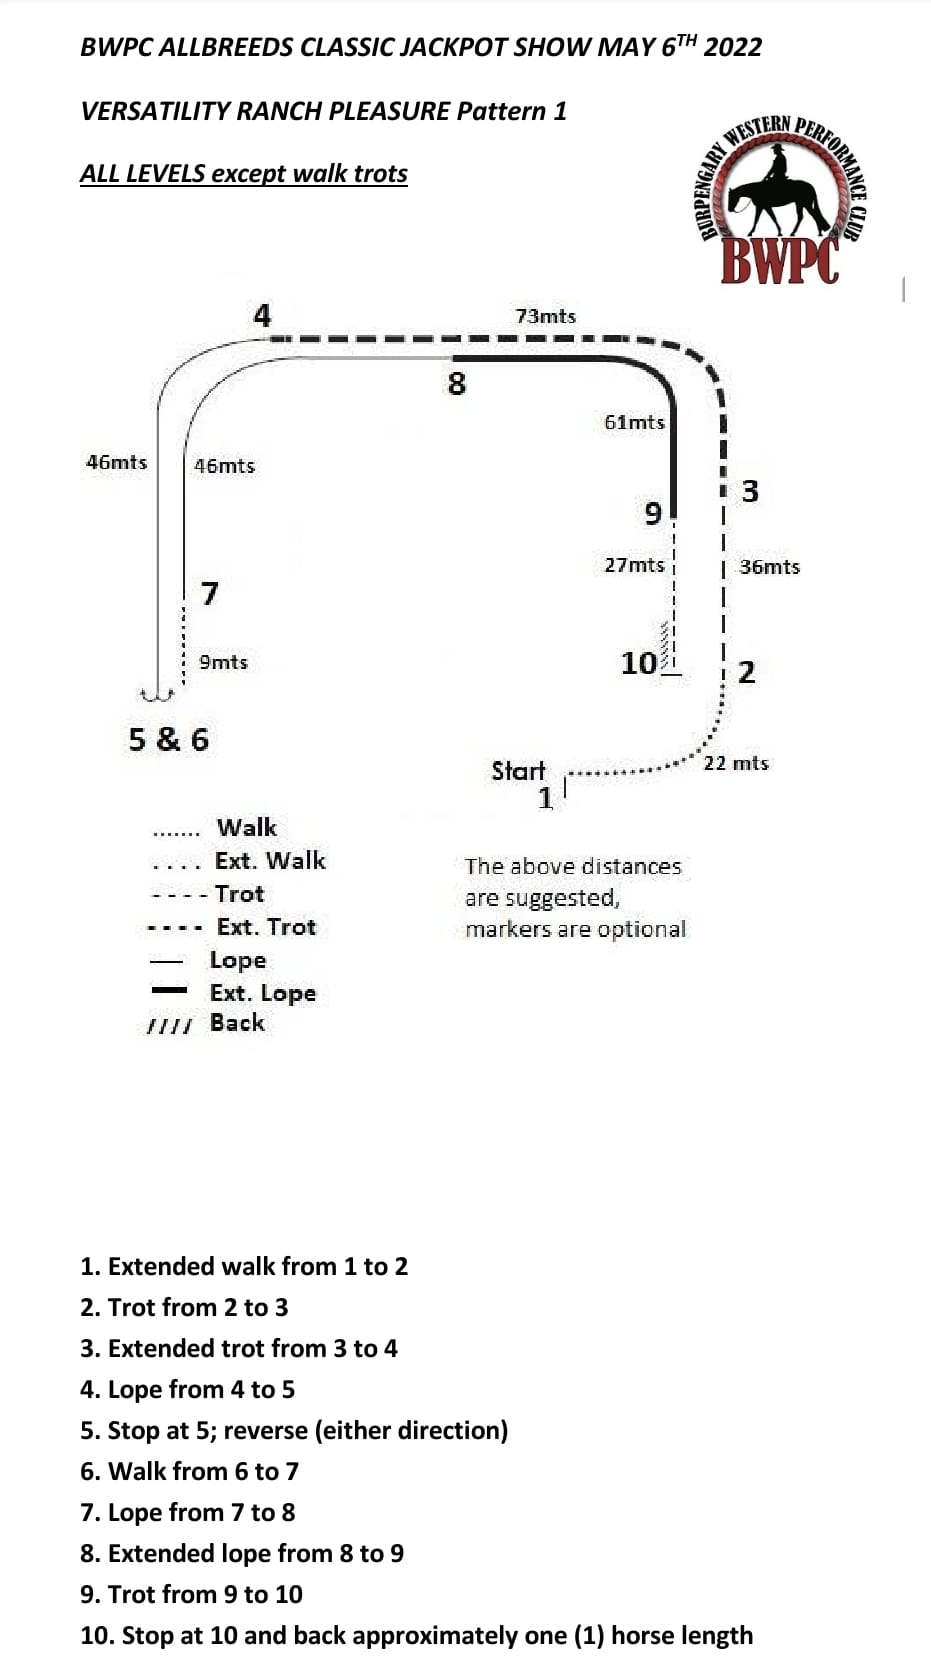 BWPC ALLBREEDS CLASSIC JACKPOT SHOW MAY 6TH 2022
VERSATILITY RANCH PLEASURE Pattern 1
ALL LEVELS except walk trots
BURPENGARY WESTERN PERFORMANCE CLUB
BWPC
4
73mts
8
61mts
46mts
46mts
3
9
27mts
36mts
7
9mts
10
2
5 & 6
22 mts
Start
1
Walk
Ext. Walk
Trot
Ext. Trot
Lope
Ext. Lope
Back
The above distances
are suggested,
markers are optional
1. Extended walk from 1 to 2
2. Trot from 2 to 3
3. Extended trot from 3 to 4
4. Lope from 4 to 5
5. Stop at 5; reverse (either direction)
6. Walk from 6 to 7
7. Lope from 7 to 8
8. Extended lope from 8 to 9
9. Trot from 9 to 10
10. Stop at 10 and back approximately one (1) horse length